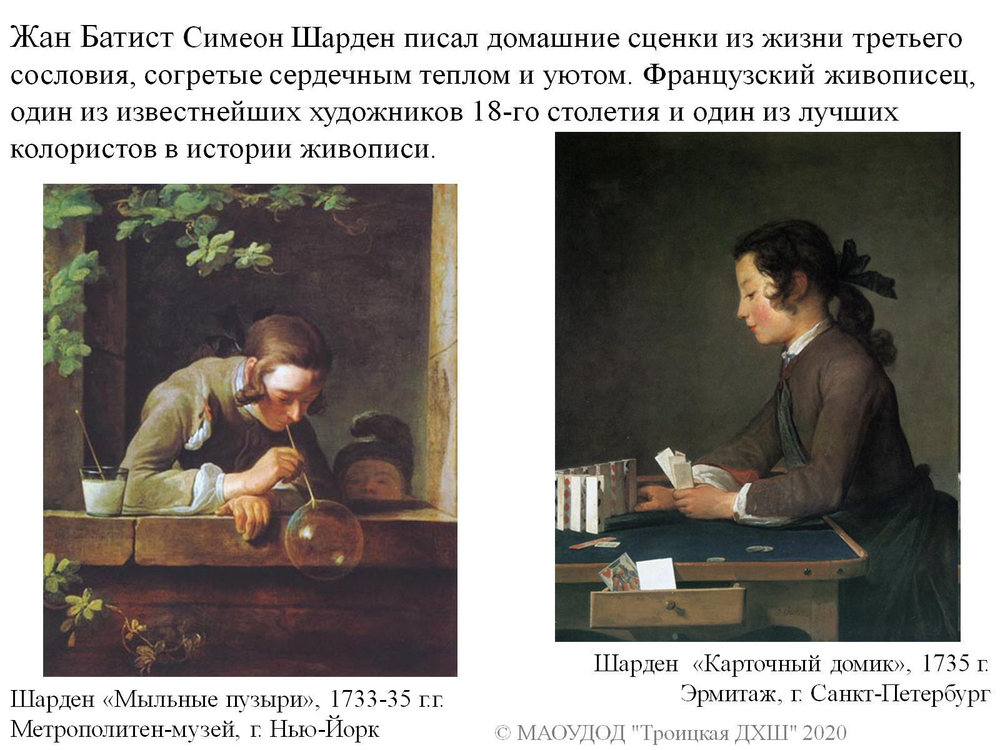 Жан Батист Симеон Шарден писал домашние сценки из жизни третьего
сословия, согретые сердечным теплом и уютом. Французский живописец,
один из известнейших художников 18-го столетия и один из лучших
колористов в истории живописи.
Шарден «Карточный домик», 1735 г.
Эрмитаж, г. Санкт-Петербург
Шарден «Мыльные пузыри», 1733-35 г.г.
Метрополитен-музей, г. Нью-Йорк
© МАОУДОД "Троицкая ДХШ" 2020